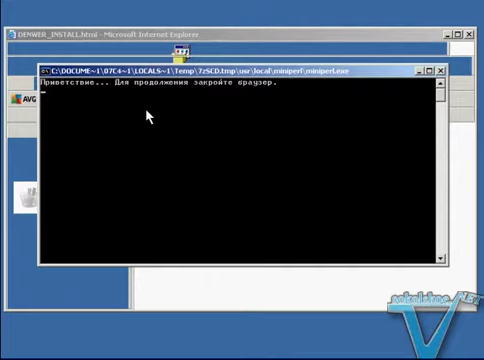 DENWER_INSTALL.html - Microsoft Internet Explorer
C:\DOCUME~1\07C4~1\LOCALS~1\Temp\7zSCD.tmp\usr\local\miniperl\miniperl.exe
Приветствие... Для продолжения закройте браузер.
AVG